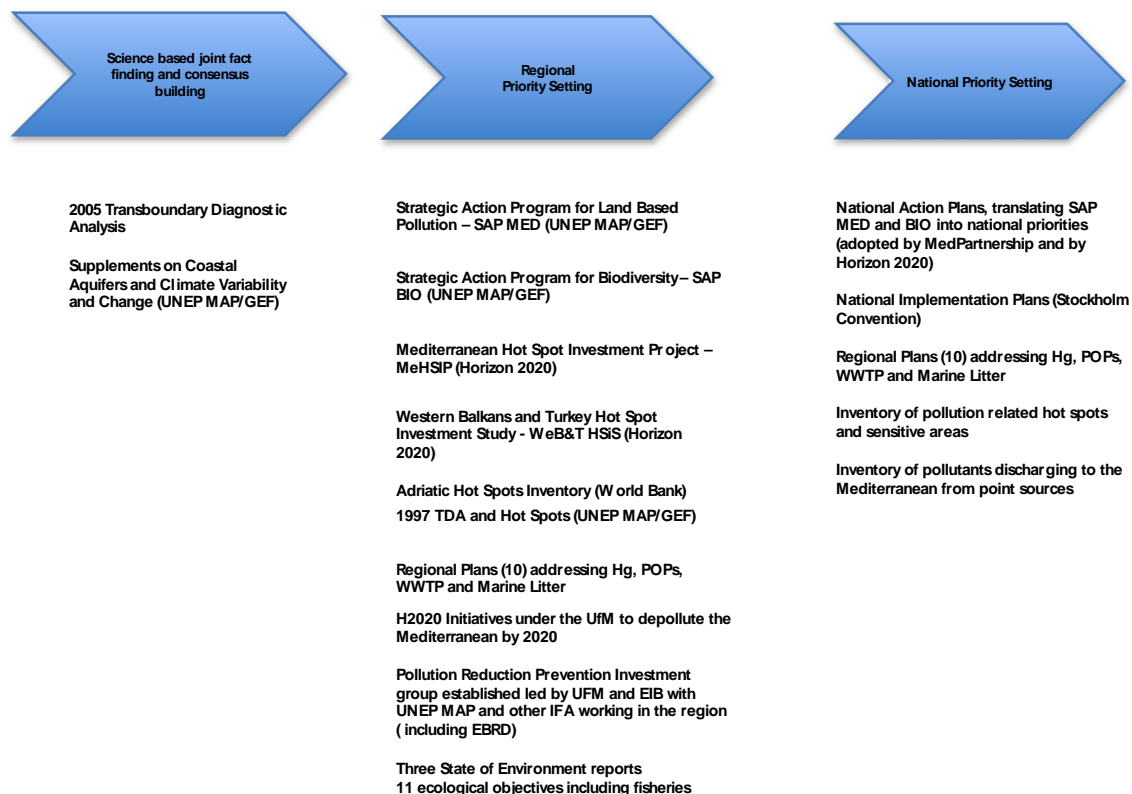 Science based joint fact
finding and consensus
building
Regional
Priority Setting
National Priority Setting
2005 Transboundary Diagnostic
Analysis
Supplements on Coastal
Aquifers and Climate Variability
and Change (UNEP MAP/GEF)
Strategic Action Program for Land Based
Pollution – SAP MED (UNEP MAP/GEF)
Strategic Action Program for Biodiversity– SAP
BIO (UNEP MAP/GEF)
Mediterranean Hot Spot Investment Project –
MeHSIP (Horizon 2020)
Western Balkans and Turkey Hot Spot
Investment Study - WeB&T HSiS (Horizon
2020)
Adriatic Hot Spots Inventory (World Bank)
1997 TDA and Hot Spots (UNEP MAP/GEF)
Regional Plans (10) addressing Hg, POPs,
WWTP and Marine Litter
H2020 Initiatives under the UfM to depollute the
Mediterranean by 2020
Pollution Reduction Prevention Investment
group established led by UFM and EIB with
UNEP MAP and other IFA working in the region
( including EBRD)
Three State of Environment reports
11 ecological objectives including fisheries
National Action Plans, translating SAP
MED and BIO into national priorities
(adopted by MedPartnership and by
Horizon 2020)
National Implementation Plans (Stockholm
Convention)
Regional Plans (10) addressing Hg, POPs,
WWTP and Marine Litter
Inventory of pollution related hot spots
and sensitive areas
Inventory of pollutants discharging to the
Mediterranean from point sources